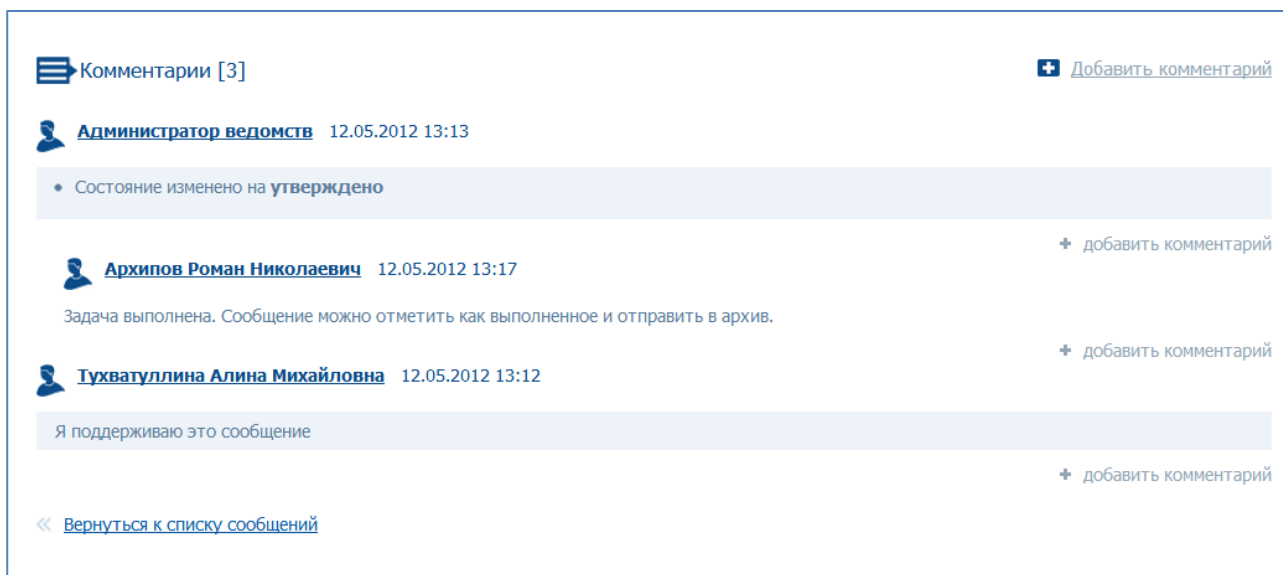 Комментарии [3]
Добавить комментарий
Администратор ведомств 12.05.2012 13:13
• Состояние изменено на утверждено
+ добавить комментарий
Архипов Роман Николаевич 12.05.2012 13:17
Задача выполнена. Сообщение можно отметить как выполненное и отправить в архив.
+ добавить комментарий
Тухватуллина Алина Михайловна 12.05.2012 13:12
Я поддерживаю это сообщение
+ добавить комментарий
« Вернуться к списку сообщений